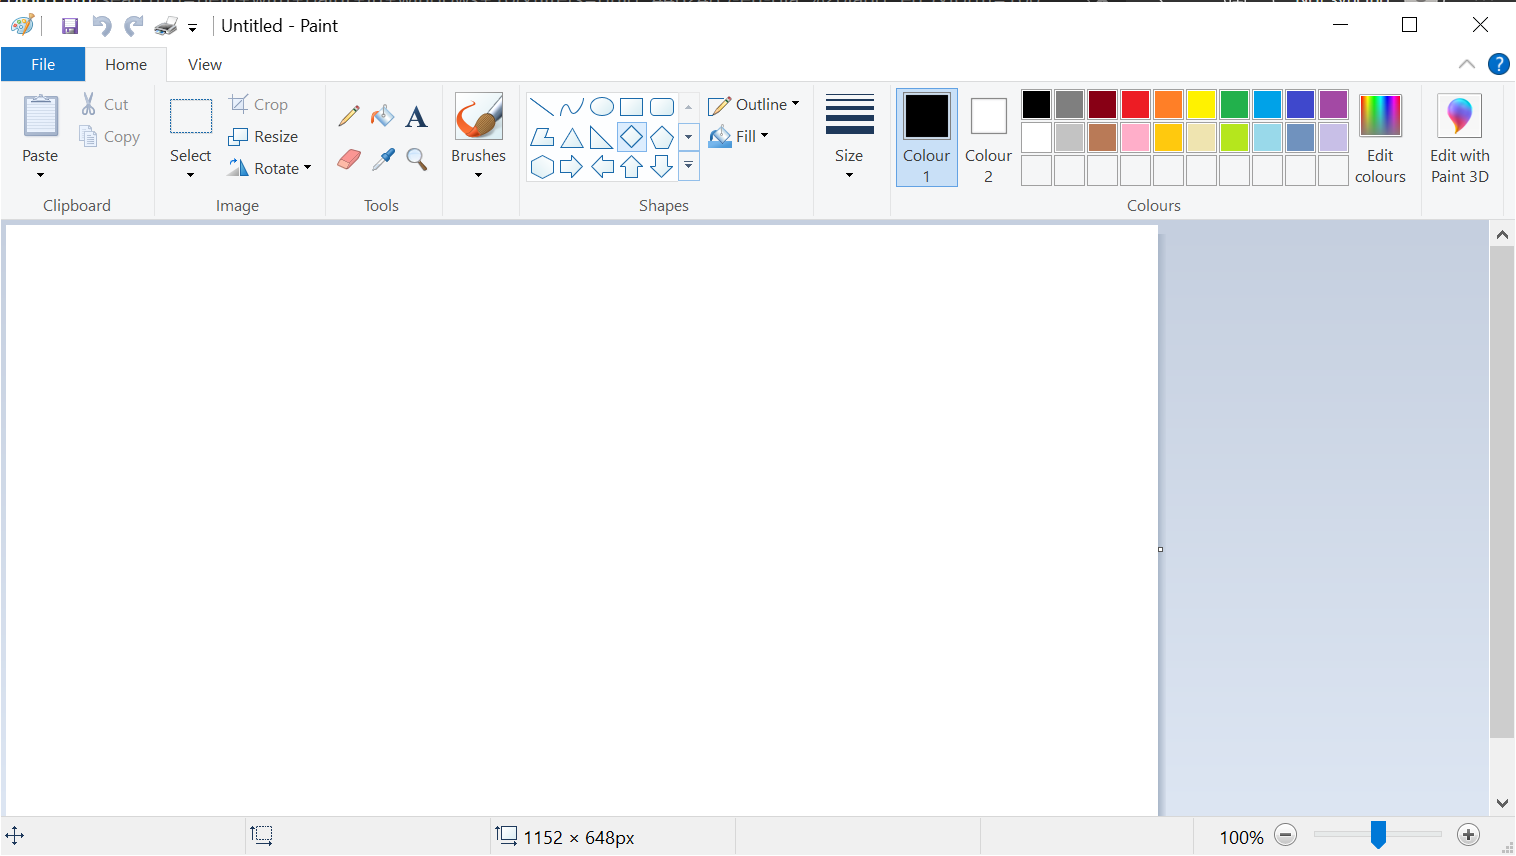 Untitled - Paint
File Home View
?
Cut
Copy
Paste
Clipboard
Select
Crop
Resize
Rotate
Image
A
Tools
Brushes
Outline
Fill
Shapes
Size
Colour 1
Colour 2
Edit colours
Colours
Edit with Paint 3D
1152 × 648px
100%